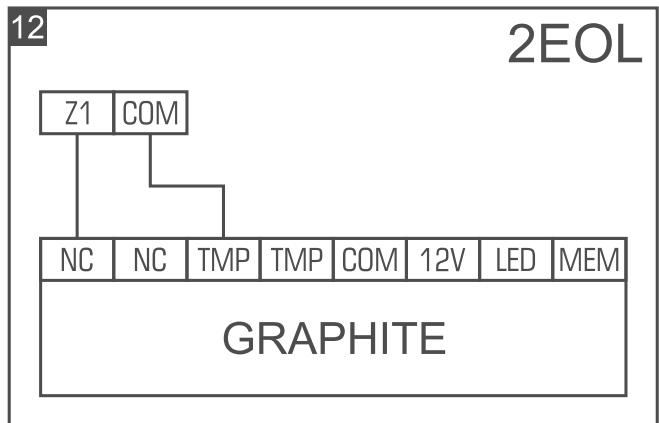 12
2EOL
Z1 COM
NC NC TMP TMP COM 12V LED MEM
GRAPHITE